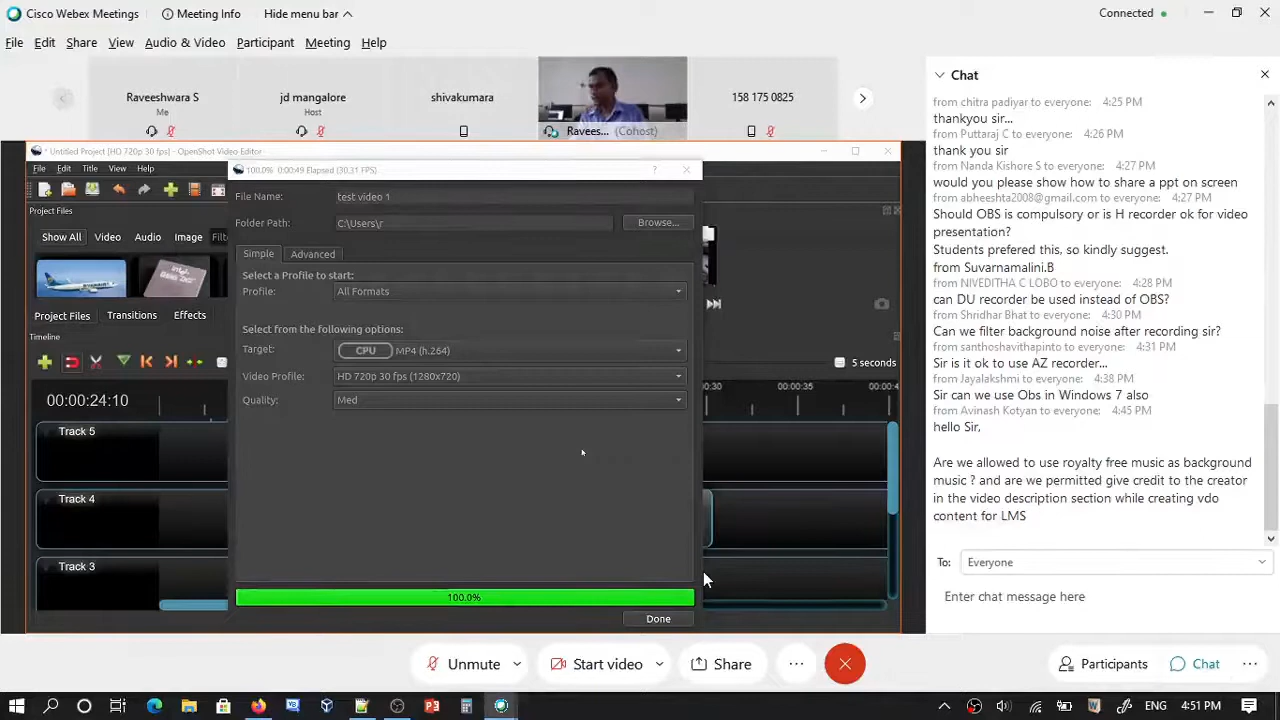 Cisco Webex Meetings
Meeting Info
Hide menu bar
Connected
File Edit Share View Audio & Video Participant Meeting Help
Raveeshwara S
Me
jd mangalore
Host
shivakumara
Ravees... (Cohost)
158 175 0825
* Untitled Project [HD 720p 30 fps] - OpenShot Video Editor
File Edit Title View Help
Project Files
Show All Video Audio Image Filt
Project Files Transitions Effects
Timeline
00:00:24:10
Track 5
Track 4
Track 3
100.0% 0:00:49 Elapsed (30.31 FPS)
File Name: test video 1
Folder Path: C:\Users\r
Browse...
Simple Advanced
Select a Profile to start:
Profile: All Formats
Select from the following options:
Target: CPU MP4 (h.264)
Video Profile: HD 720p 30 fps (1280x720)
Quality: Med
100.0%
Done
5 seconds
00:00:35
Chat
from chitra padiyar to everyone: 4:25 PM
thankyou sir...
from Puttaraj C to everyone: 4:26 PM
thank you sir
from Nanda Kishore S to everyone: 4:27 PM
would you please show how to share a ppt on screen
from abheeshta2008@gmail.com to everyone: 4:27 PM
Should OBS is compulsory or is H recorder ok for video
presentation?
Students prefered this, so kindly suggest.
from Suvarnamalini.B
from NIVEDITHA C LOBO to everyone: 4:28 PM
can DU recorder be used instead of OBS?
from Shridhar Bhat to everyone: 4:30 PM
Can we filter background noise after recording sir?
from santhoshavithapinto to everyone: 4:31 PM
Sir is it ok to use AZ recorder...
from Jayalakshmi to everyone: 4:38 PM
Sir can we use Obs in Windows 7 also
from Avinash Kotyan to everyone: 4:45 PM
hello Sir,
Are we allowed to use royalty free music as background
music ? and are we permitted give credit to the creator
in the video description section while creating vdo
content for LMS
To: Everyone
Enter chat message here
Unmute
Start video
Share
Participants
Chat
ENG 4:51 PM